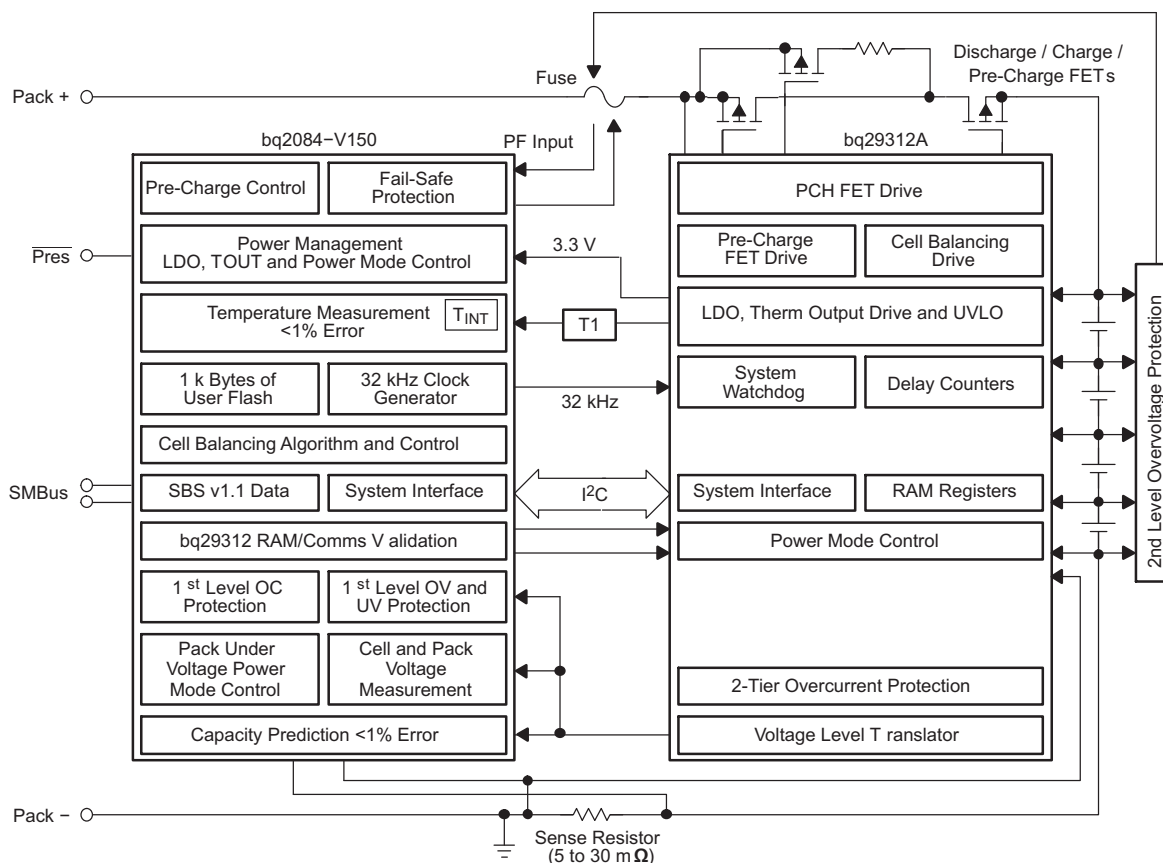 Discharge / Charge /
Pre-Charge FETs
Fuse
Pack +
bq2084−V150
PF Input
bq29312A
Pre-Charge Control
Fail-Safe
Protection
PCH FET Drive
Pres
Power Management
LDO, TOUT and Power Mode Control
3.3 V
Pre-Charge
FET Drive
Cell Balancing
Drive
Temperature Measurement
<1% Error
TINT
T1
LDO, Therm Output Drive and UVLO
1 k Bytes of
User Flash
32 kHz Clock
Generator
32 kHz
System
Watchdog
Delay Counters
2nd Level Overvoltage Protection
Cell Balancing Algorithm and Control
SMBus
SBS v1.1 Data
System Interface
I2C
System Interface
RAM Registers
bq29312 RAM/Comms V alidation
Power Mode Control
1 st Level OC
Protection
1 st Level OV and
UV Protection
Pack Under
Voltage Power
Mode Control
Cell and Pack
Voltage
Measurement
2-Tier Overcurrent Protection
Capacity Prediction <1% Error
Voltage Level T ranslator
Pack −
Sense Resistor
(5 to 30 m Ω)